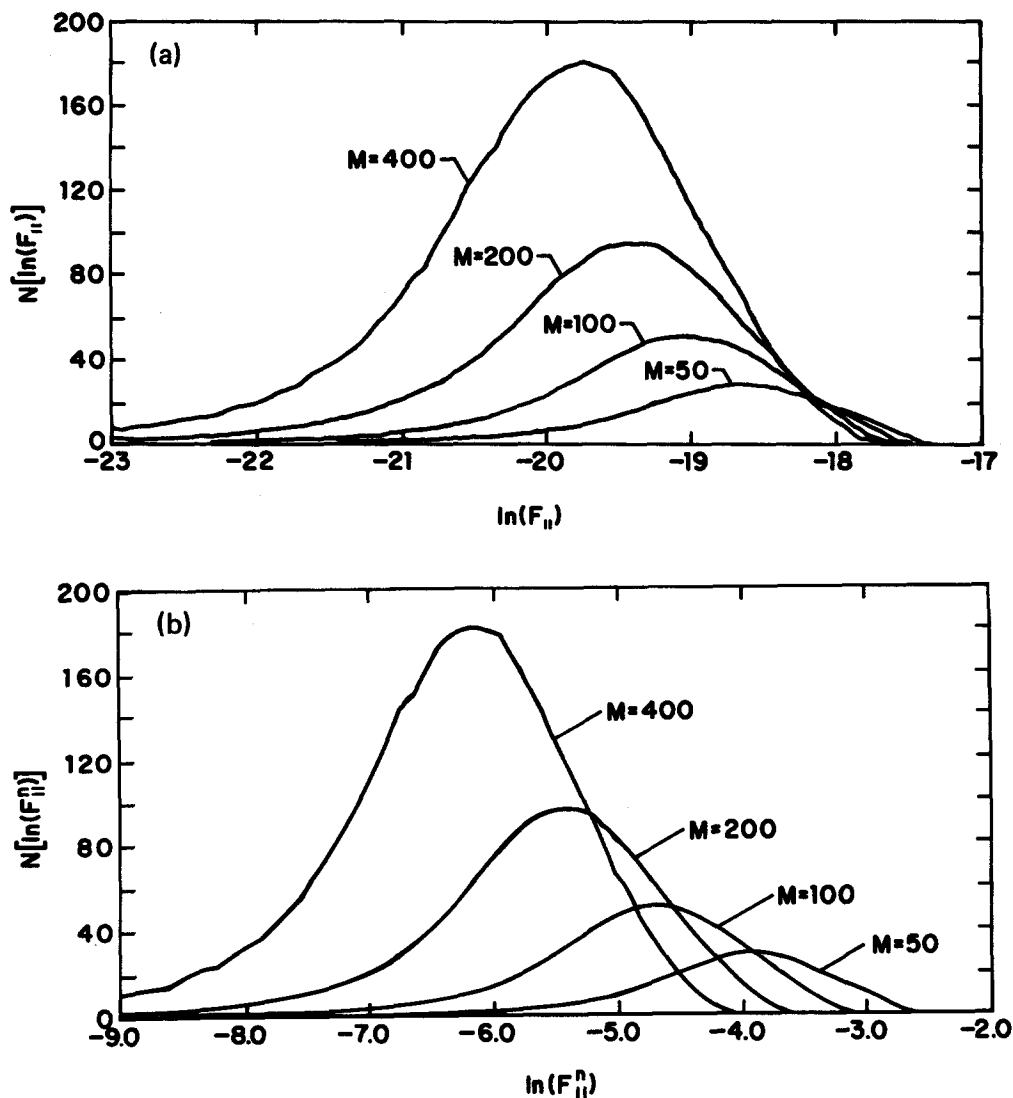 (a)
200
160
120
80
40
0
N[ln(F₁₁)]
M=400
M=200
M=100
M=50
-23
-22
-21
-20
-19
-18
-17
ln(F₁₁)
(b)
200
160
120
80
40
0
N[ln(F₁₁ⁿ)]
M=400
M=200
M=100
M=50
-9.0
-8.0
-7.0
-6.0
-5.0
-4.0
-3.0
-2.0
ln(F₁₁ⁿ)